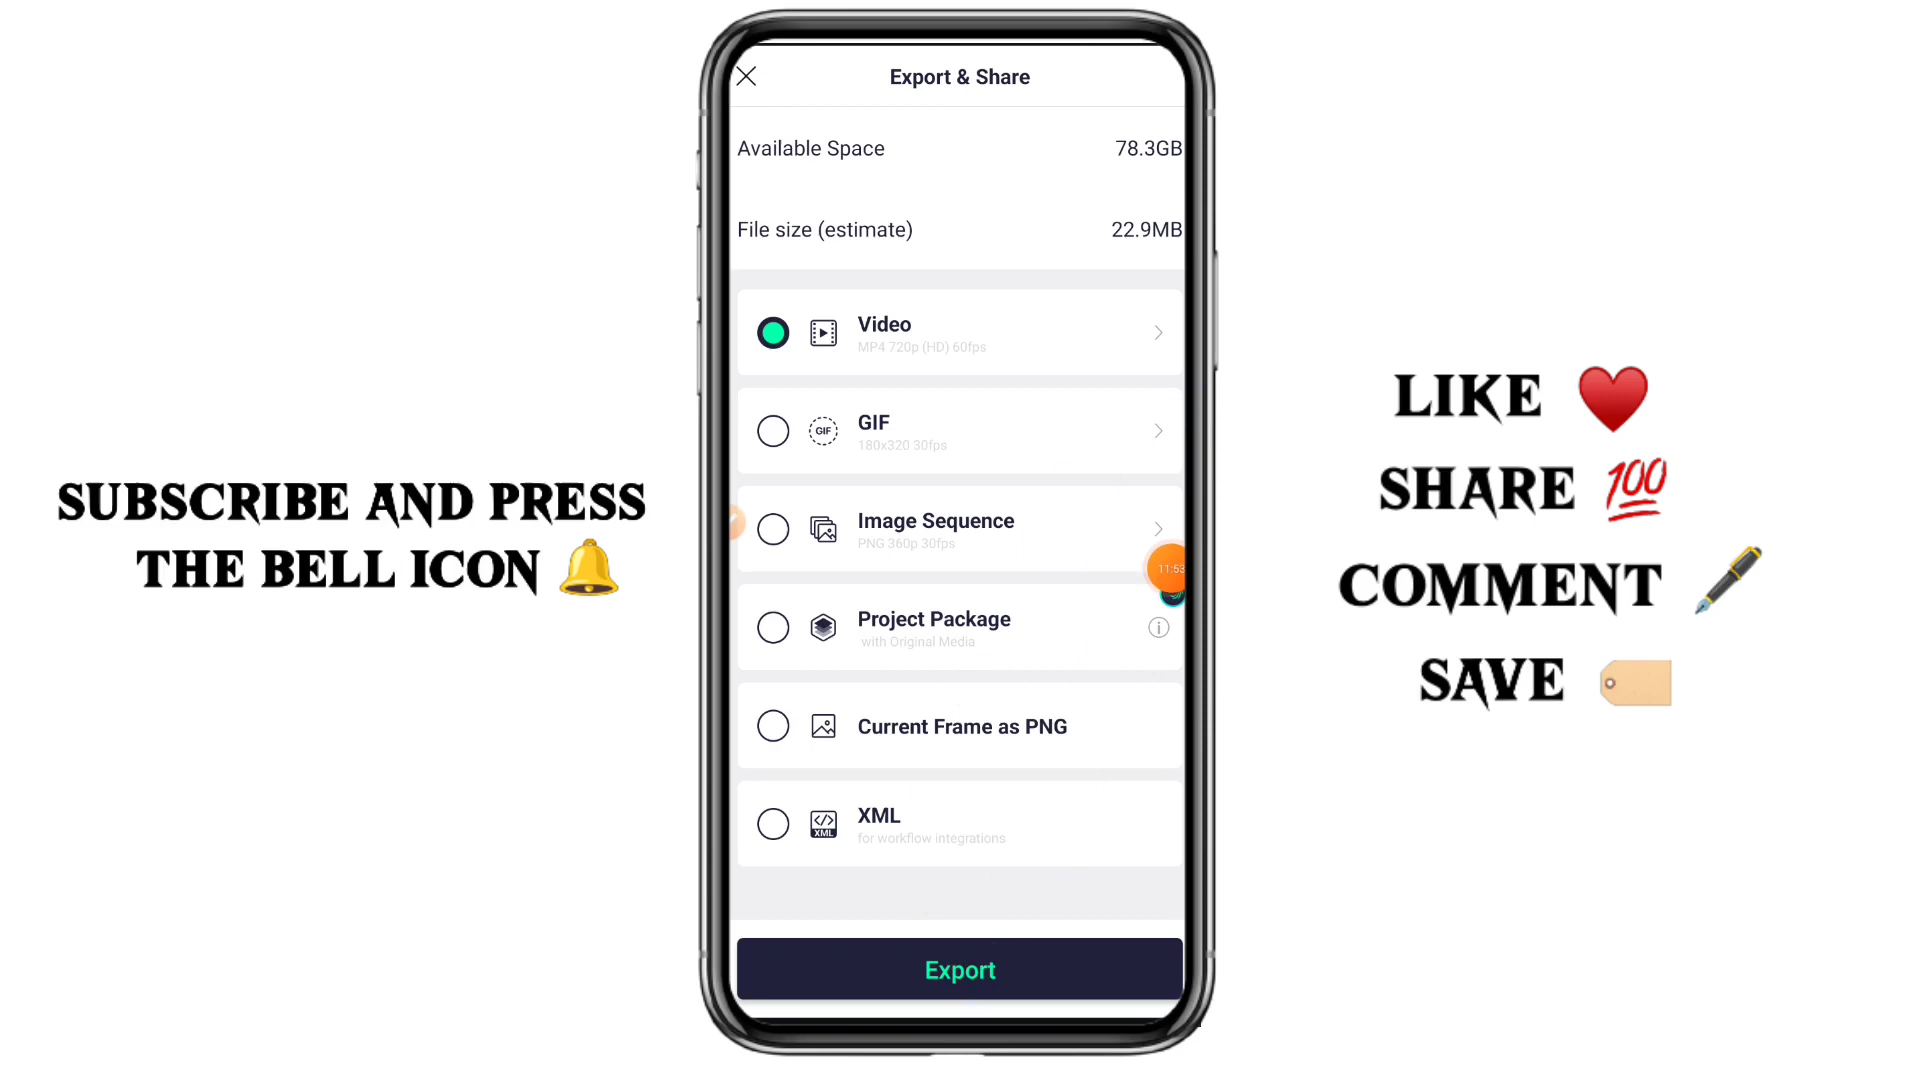 Export & Share
Available Space 78.3GB
File size (estimate) 22.9MB
Video
MP4 720p (HD) 60fps
GIF
GIF
180x320 30fps
Image Sequence
PNG 360p 30fps
11:53
Project Package
with Original Media
Current Frame as PNG
XML
XML
for workflow integrations
Export
SUBSCRIBE AND PRESS
THE BELL ICON 🔔
LIKE ♥️
SHARE 💯
COMMENT 🖋️
SAVE 🏷️